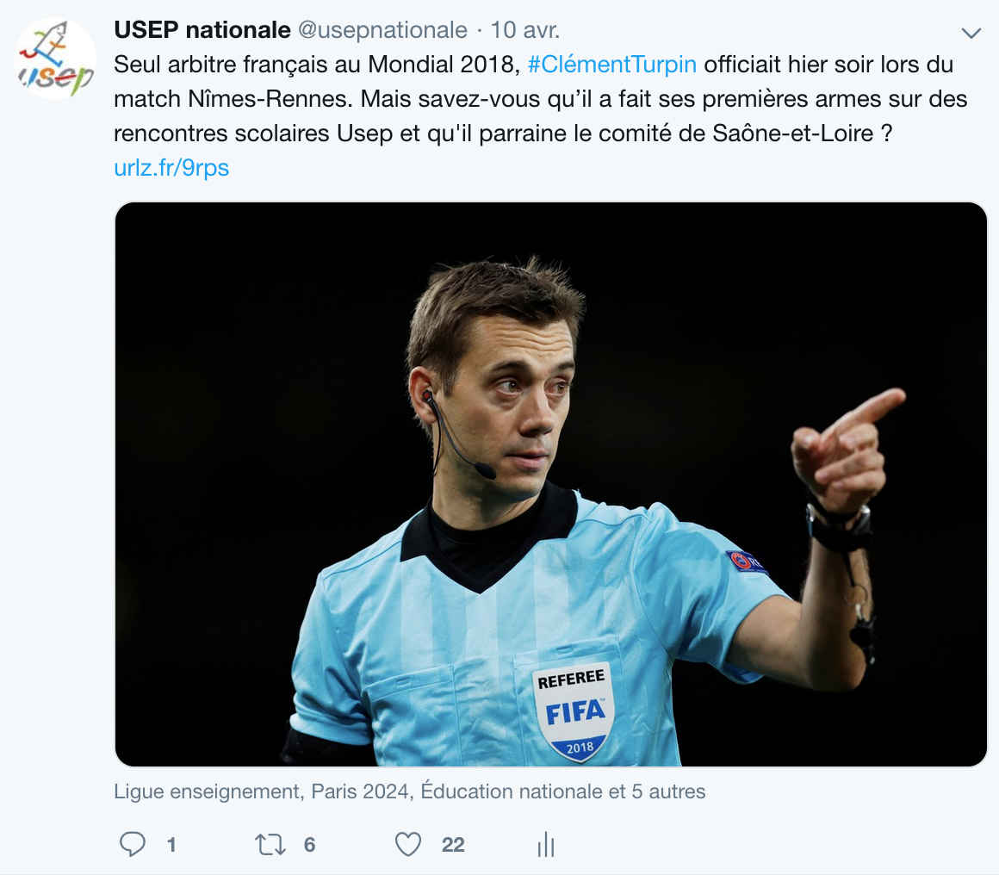 usep
USEP nationale @usepnationale · 10 avr.
Seul arbitre français au Mondial 2018, #ClémentTurpin officiait hier soir lors du
match Nîmes-Rennes. Mais savez-vous qu’il a fait ses premières armes sur des
rencontres scolaires Usep et qu'il parraine le comité de Saône-et-Loire ?
urlz.fr/9rps
REFEREE
FIFA™
2018
Ligue enseignement, Paris 2024, Éducation nationale et 5 autres
1 6 22